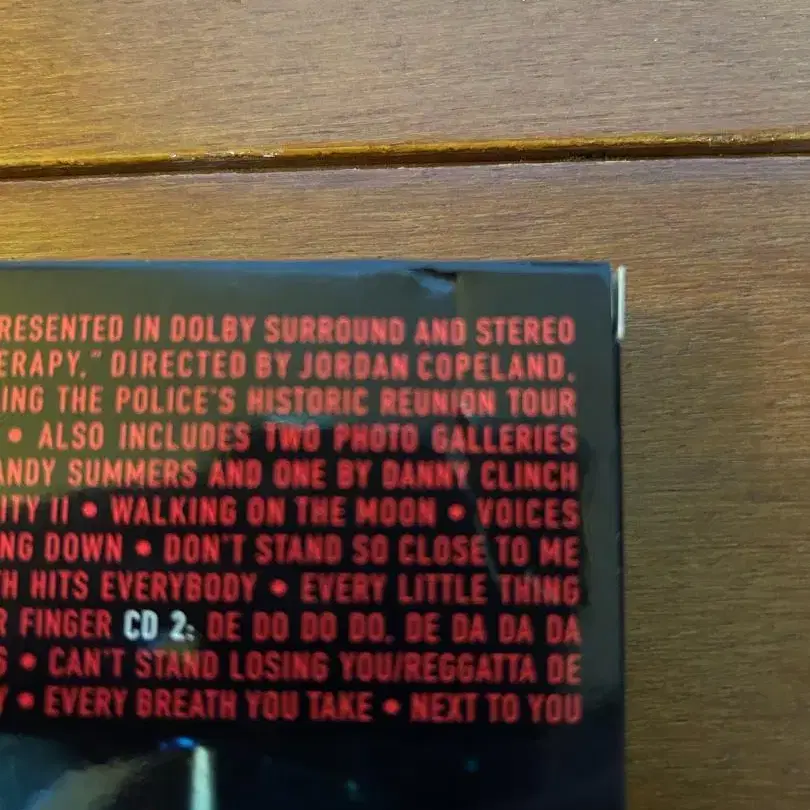 RESENTED IN DOLBY SURROUND AND STEREO
ERAPY," DIRECTED BY JORDAN COPELAND,
ING THE POLICE'S HISTORIC REUNION TOUR
• ALSO INCLUDES TWO PHOTO GALLERIES
ANDY SUMMERS AND ONE BY DANNY CLINCH
ITY II • WALKING ON THE MOON • VOICES
NG DOWN • DON'T STAND SO CLOSE TO ME
TH HITS EVERYBODY • EVERY LITTLE THING
R FINGER CD 2: DE DO DO DO, DE DA DA DA
S • CAN'T STAND LOSING YOU/REGGATTA DE
Y • EVERY BREATH YOU TAKE • NEXT TO YOU